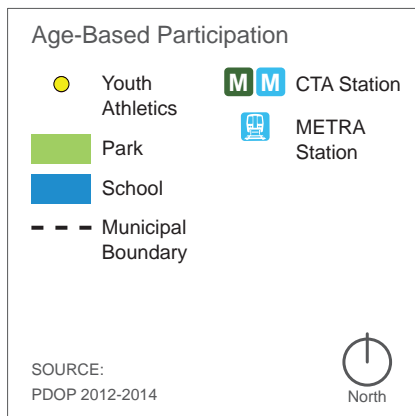 Age-Based Participation
Youth
Athletics
Park
School
Municipal
Boundary
M M CTA Station
METRA
Station
SOURCE:
PDOP 2012-2014
North